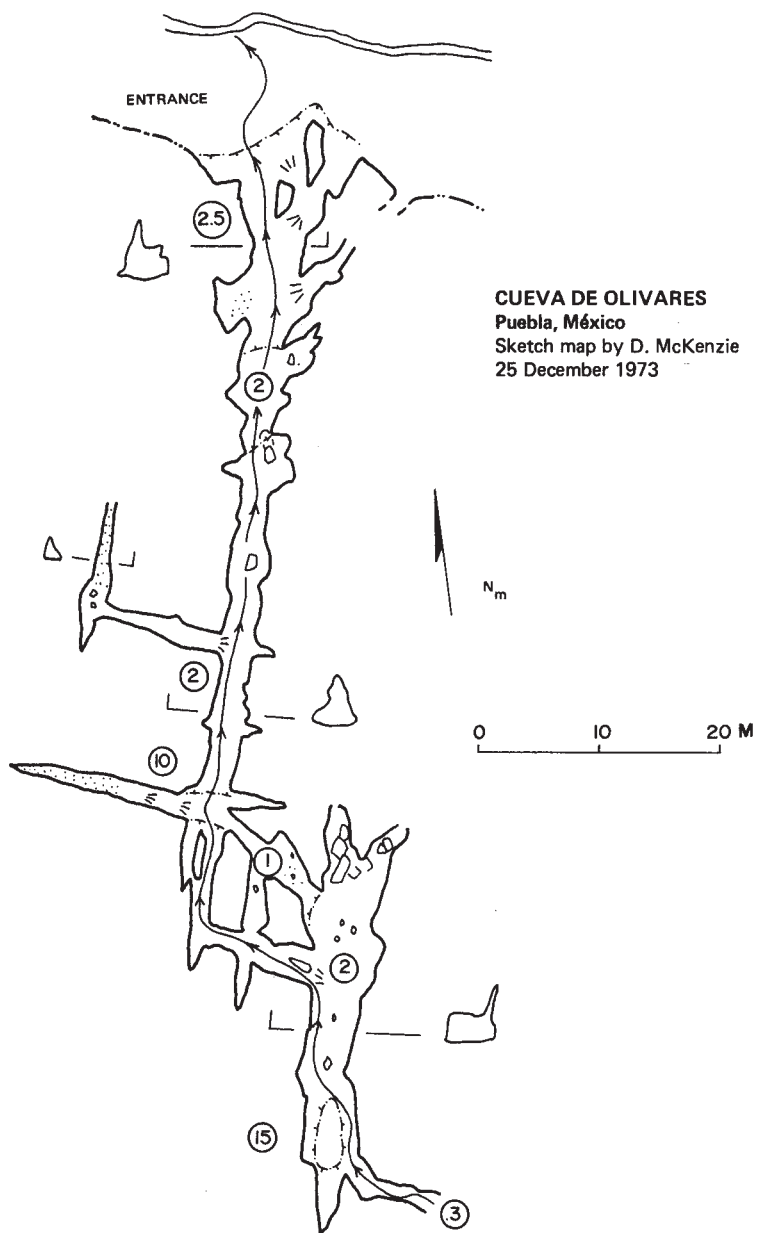 ENTRANCE
2.5
CUEVA DE OLIVARES
Puebla, México
Sketch map by D. McKenzie
25 December 1973
2
Nm
2
0 10 20 M
10
1
2
15
.3